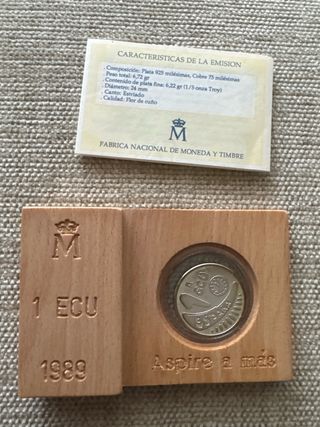 CARACTERISTICAS DE LA EMISION
. Composición: Plata 925 milésimas, Cobre 75 milésimas
. Peso total: 6,72 gr
. Contenido de plata fina: 6,22 gr (1/5 onza Troy)
. Diámetro: 24 mm
. Canto: Estriado
. Calidad: Flor de cuño
M
FABRICA NACIONAL DE MONEDA Y TIMBRE
M
1 ECU
1989
Aspire a más